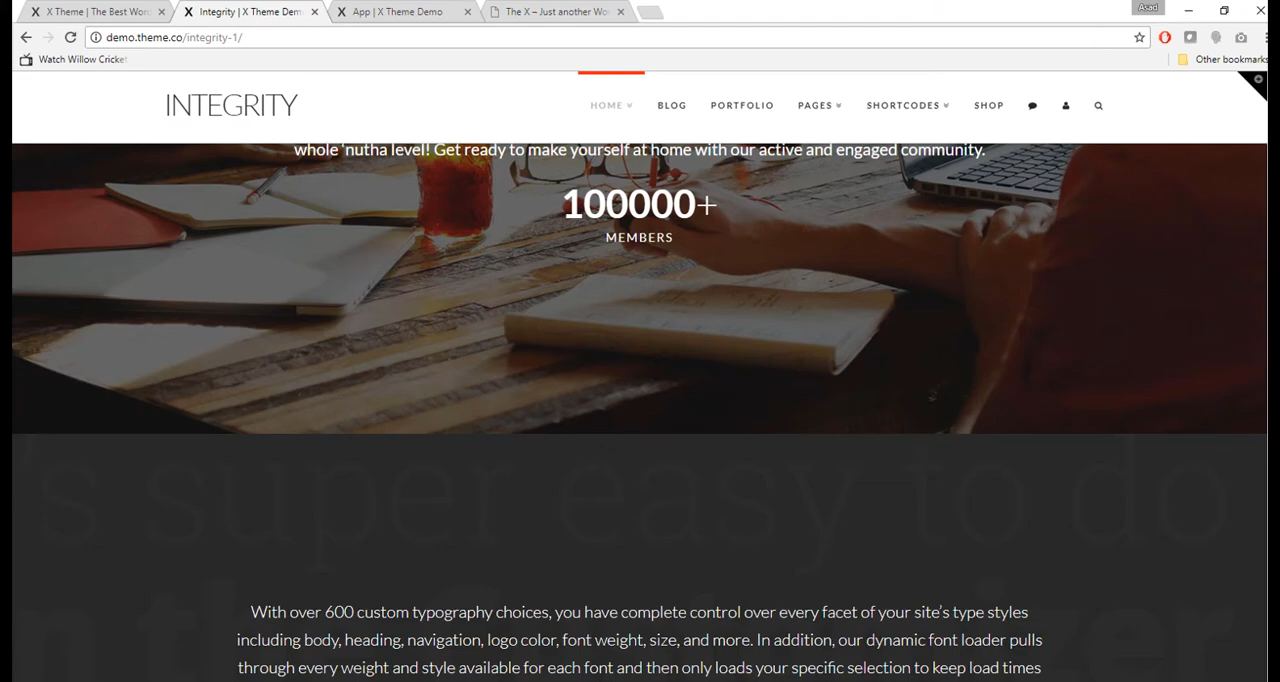 X Theme | The Best Word
Integrity | X Theme Dem
App | X Theme Demo
The X – Just another Wo
Asad
demo.theme.co/integrity-1/
Watch Willow Cricket
Other bookmarks
INTEGRITY
HOME
BLOG
PORTFOLIO
PAGES
SHORTCODES
SHOP
whole 'nutha level! Get ready to make yourself at home with our active and engaged community.
100000+
MEMBERS
's super easy to do
With over 600 custom typography choices, you have complete control over every facet of your site's type styles
including body, heading, navigation, logo color, font weight, size, and more. In addition, our dynamic font loader pulls
through every weight and style available for each font and then only loads your specific selection to keep load times